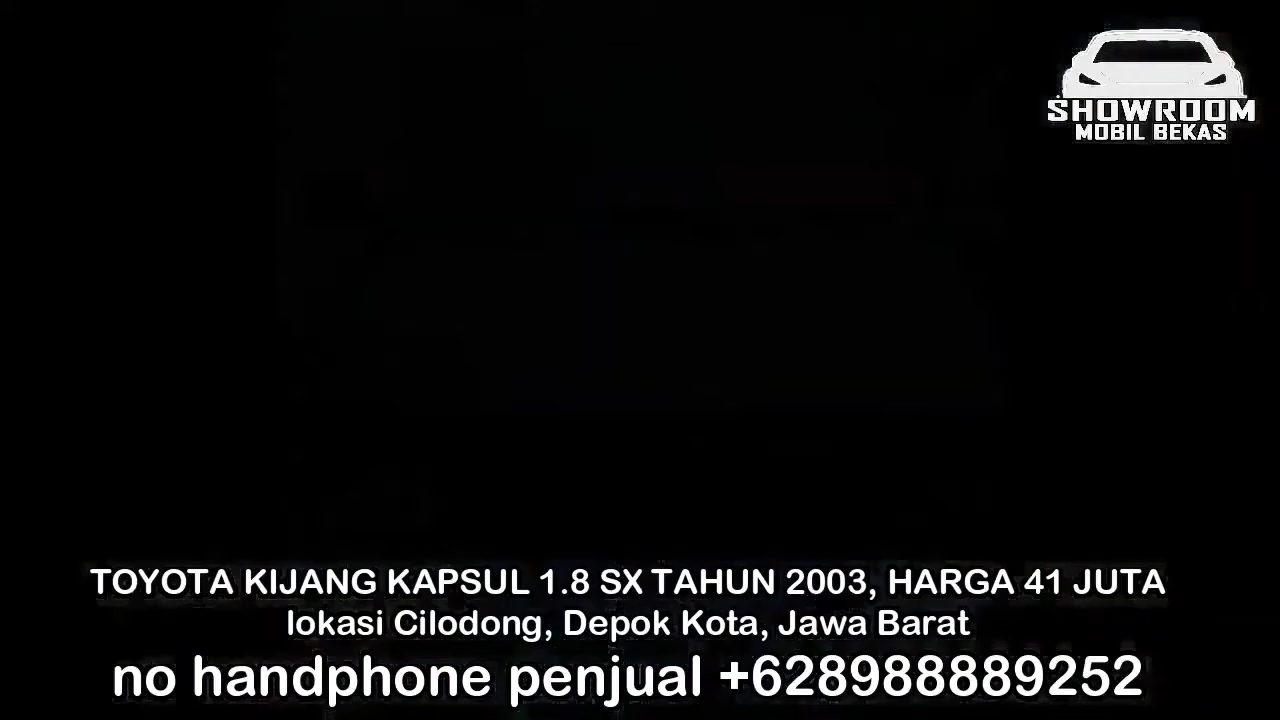 SHOWROOM
MOBIL BEKAS
TOYOTA KIJANG KAPSUL 1.8 SX TAHUN 2003, HARGA 41 JUTA
lokasi Cilodong, Depok Kota, Jawa Barat
no handphone penjual +628988889252